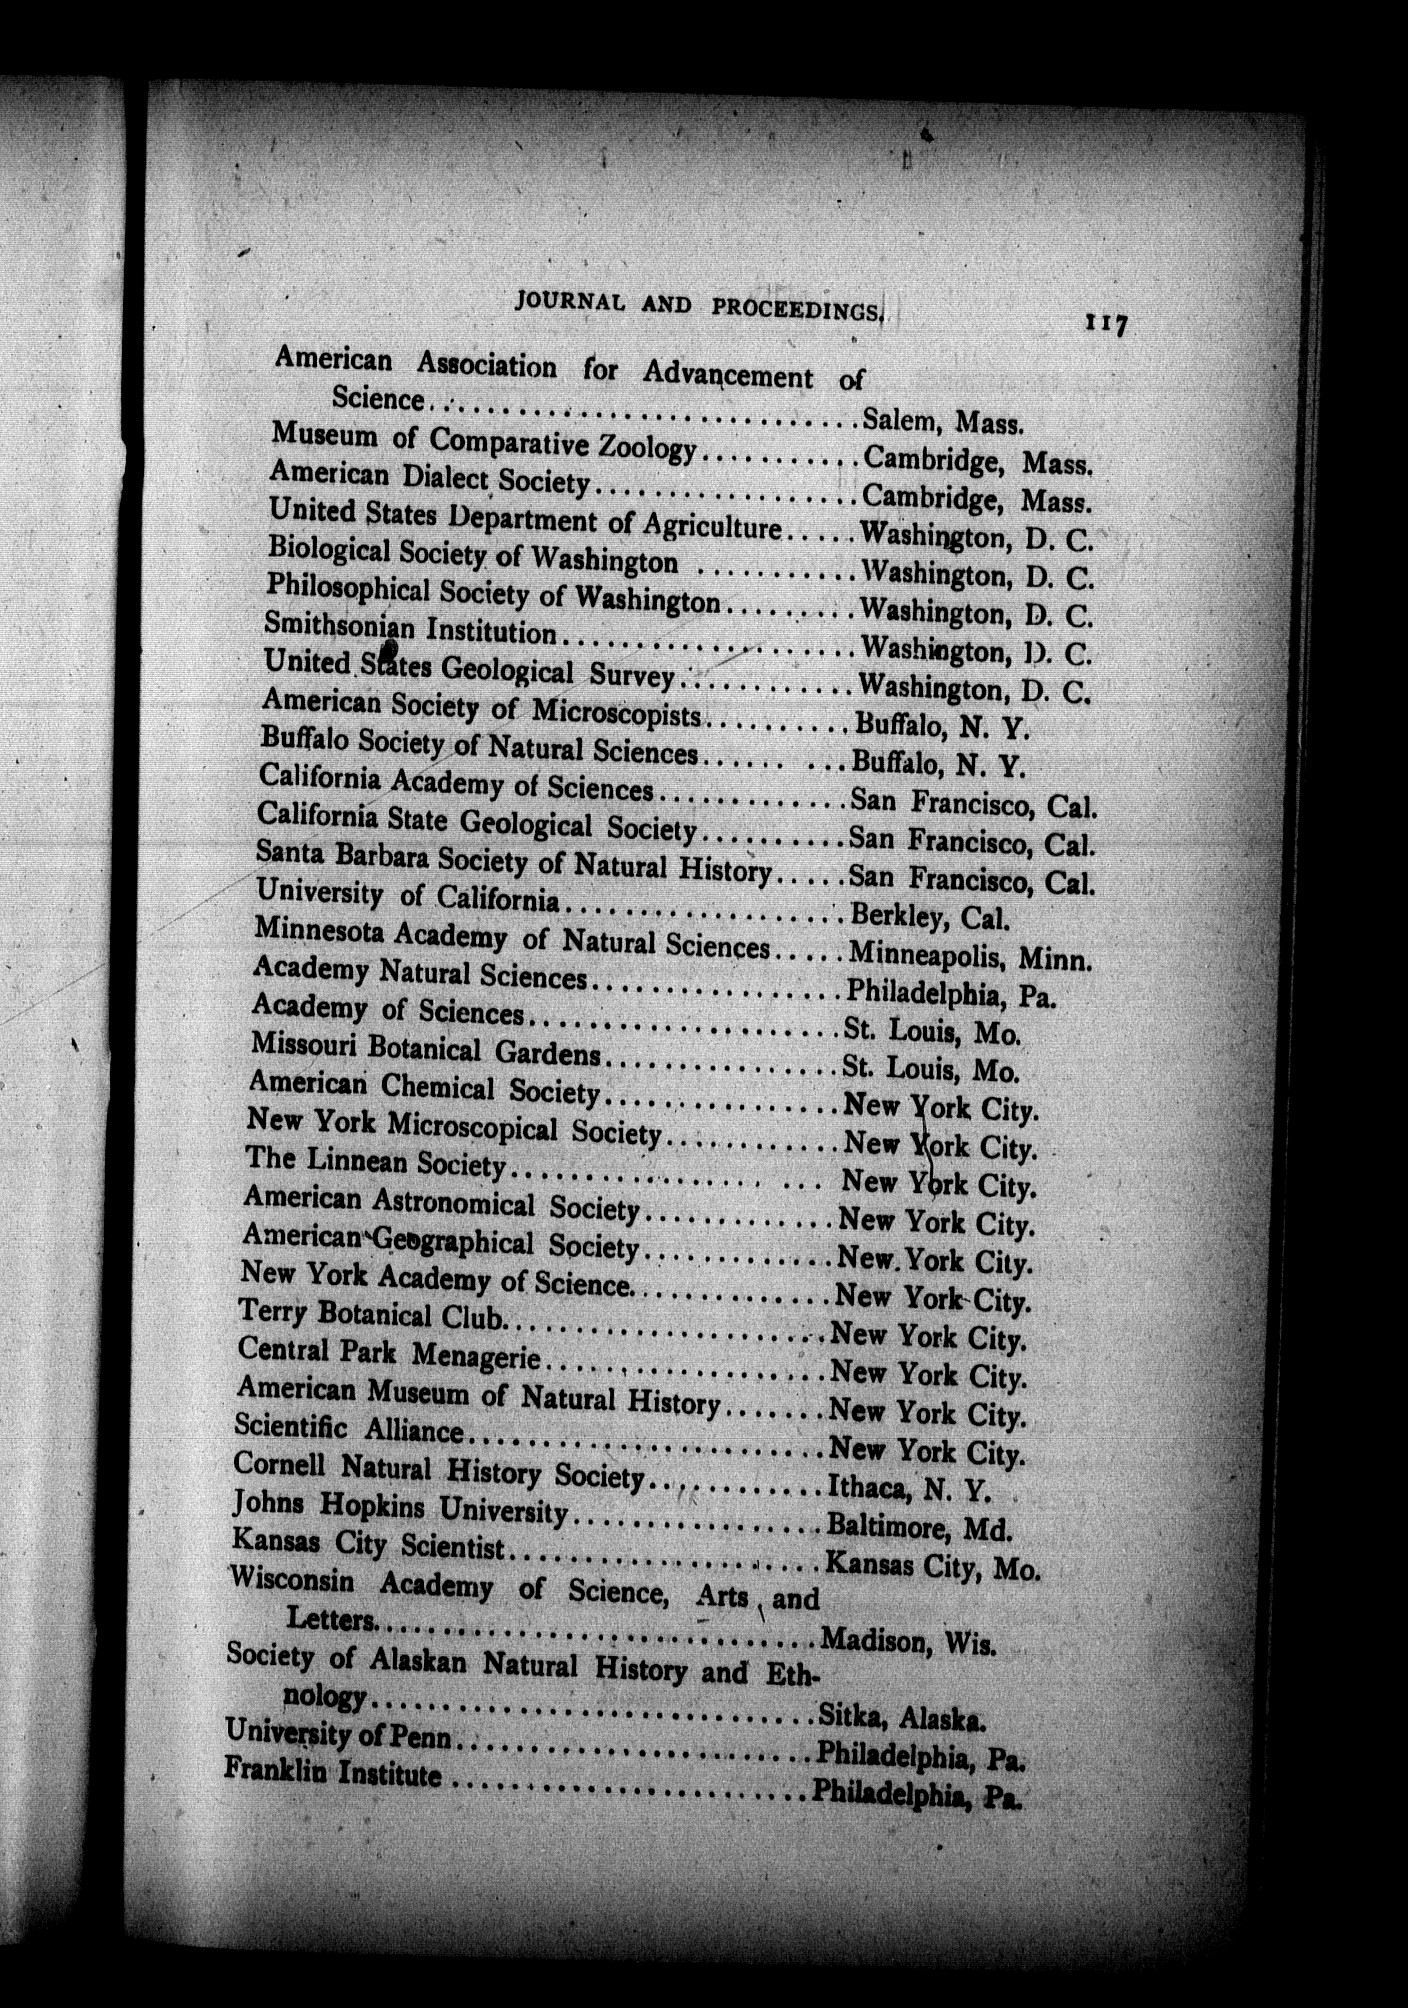 JOURNAL AND PROCEEDINGS. 117
American Association for Advancement of
Science..............................Salem, Mass.
Museum of Comparative Zoology...........Cambridge, Mass.
American Dialect Society..................Cambridge, Mass.
United States Department of Agriculture.....Washington, D. C.
Biological Society of Washington ...........Washington, D. C.
Philosophical Society of Washington.........Washington, D. C.
Smithsonian Institution....................Washington, D. C.
United States Geological Survey............Washington, D. C.
American Society of Microscopists..........Buffalo, N. Y.
Buffalo Society of Natural Sciences...... ...Buffalo, N. Y.
California Academy of Sciences.............San Francisco, Cal.
California State Geological Society..........San Francisco, Cal.
Santa Barbara Society of Natural History.....San Francisco, Cal.
University of California...................Berkley, Cal.
Minnesota Academy of Natural Sciences.....Minneapolis, Minn.
Academy Natural Sciences.................Philadelphia, Pa.
Academy of Sciences.....................St. Louis, Mo.
Missouri Botanical Gardens................St. Louis, Mo.
American Chemical Society................New York City.
New York Microscopical Society............New York City.
The Linnean Society................. ... New York City.
American Astronomical Society.............New York City.
American Geographical Society.............New York City.
New York Academy of Science..............New York City.
Terry Botanical Club......................New York City.
Central Park Menagerie...................New York City.
American Museum of Natural History.......New York City.
Scientific Alliance........................New York City.
Cornell Natural History Society............Ithaca, N. Y.
Johns Hopkins University.................Baltimore, Md.
Kansas City Scientist.....................Kansas City, Mo.
Wisconsin Academy of Science, Arts and
Letters..............................Madison, Wis.
Society of Alaskan Natural History and Eth-
nology..............................Sitka, Alaska.
University of Penn........................Philadelphia, Pa.
Franklin Institute ........................Philadelphia, Pa.